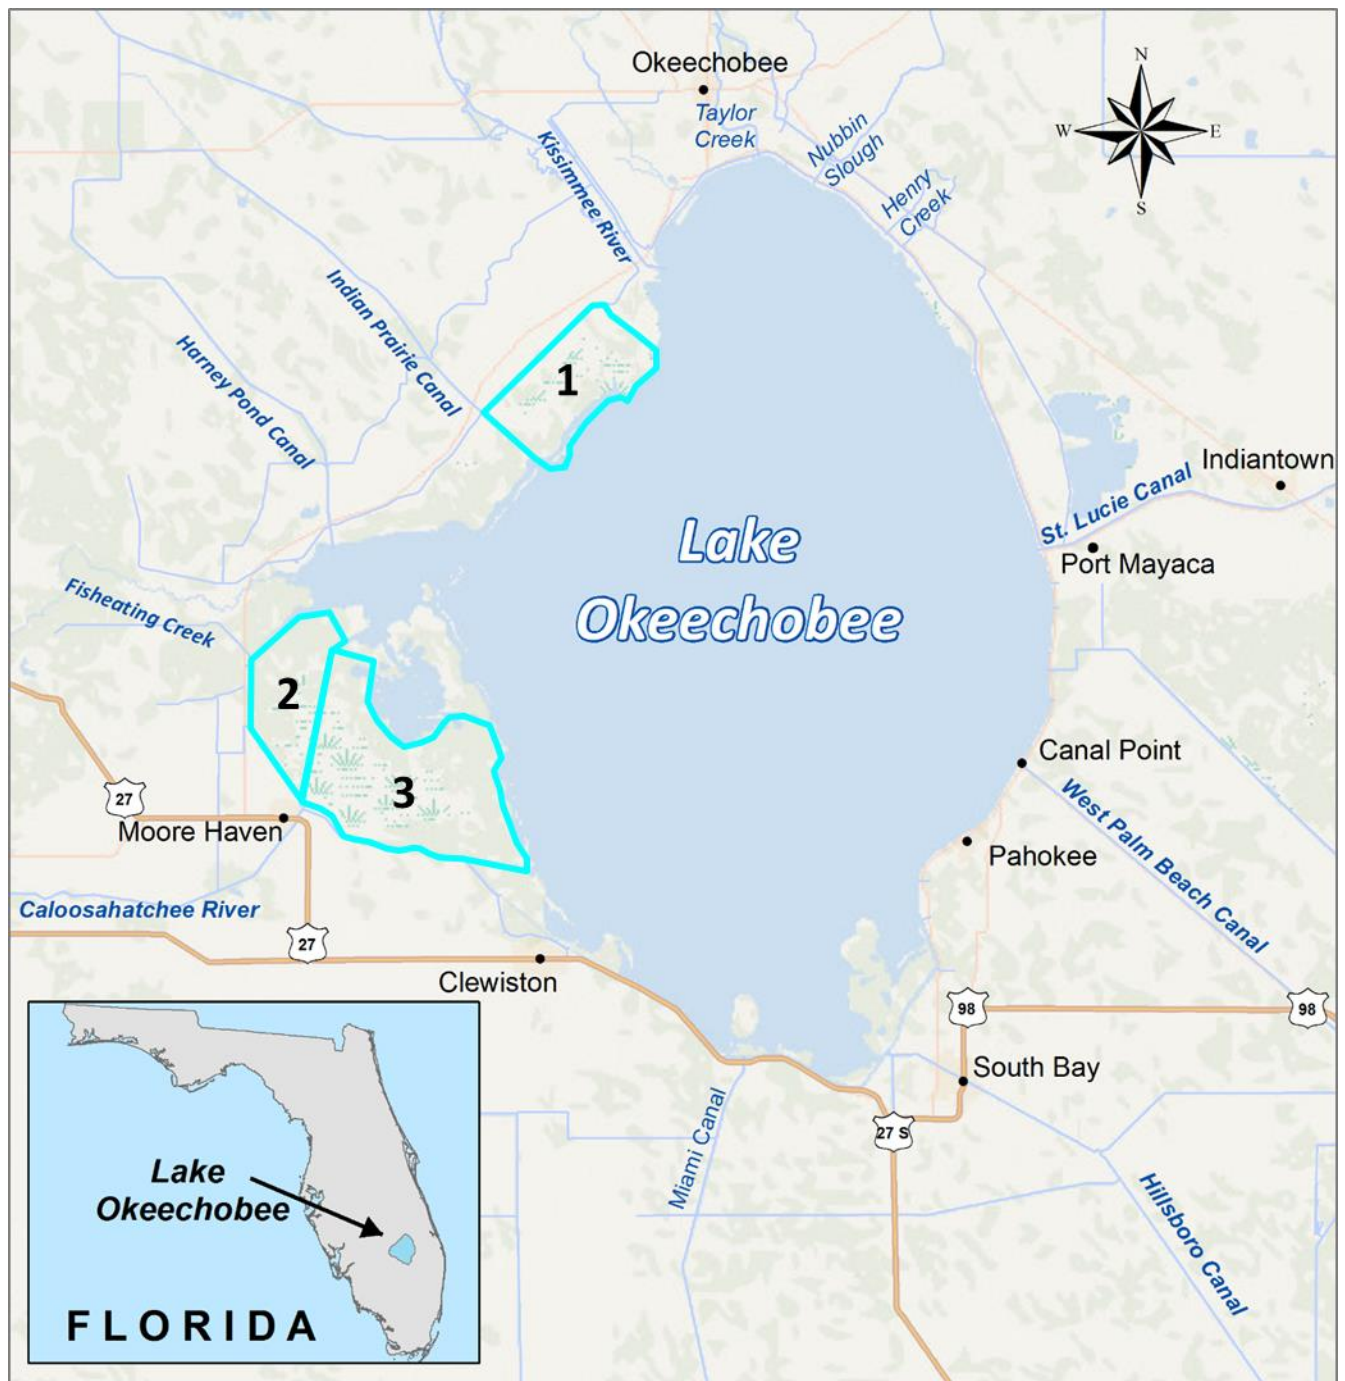 Okeechobee
Taylor
Creek
N
W
E
S
Nubbin
Slough
Henry
Creek
Kissimmee River
Indian Prairie Canal
Harney Pond Canal
1
Indiantown
St. Lucie Canal
Port Mayaca
Lake
Okeechobee
Fisheating Creek
2
3
Canal Point
27
Moore Haven
Pahokee
West Palm Beach Canal
Caloosahatchee River
27
Clewiston
98
98
South Bay
27 S
Miami Canal
Hillsboro Canal
Lake
Okeechobee
FLORIDA